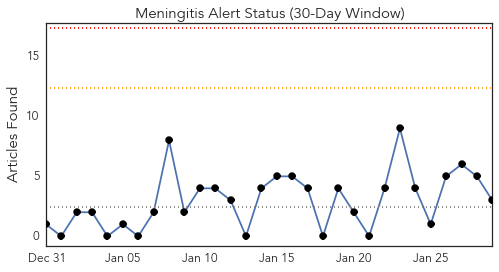 Meningitis Alert Status (30-Day Window)
Articles Found
15
10
5
0
Dec 31
Jan 05
Jan 10
Jan 15
Jan 20
Jan 25